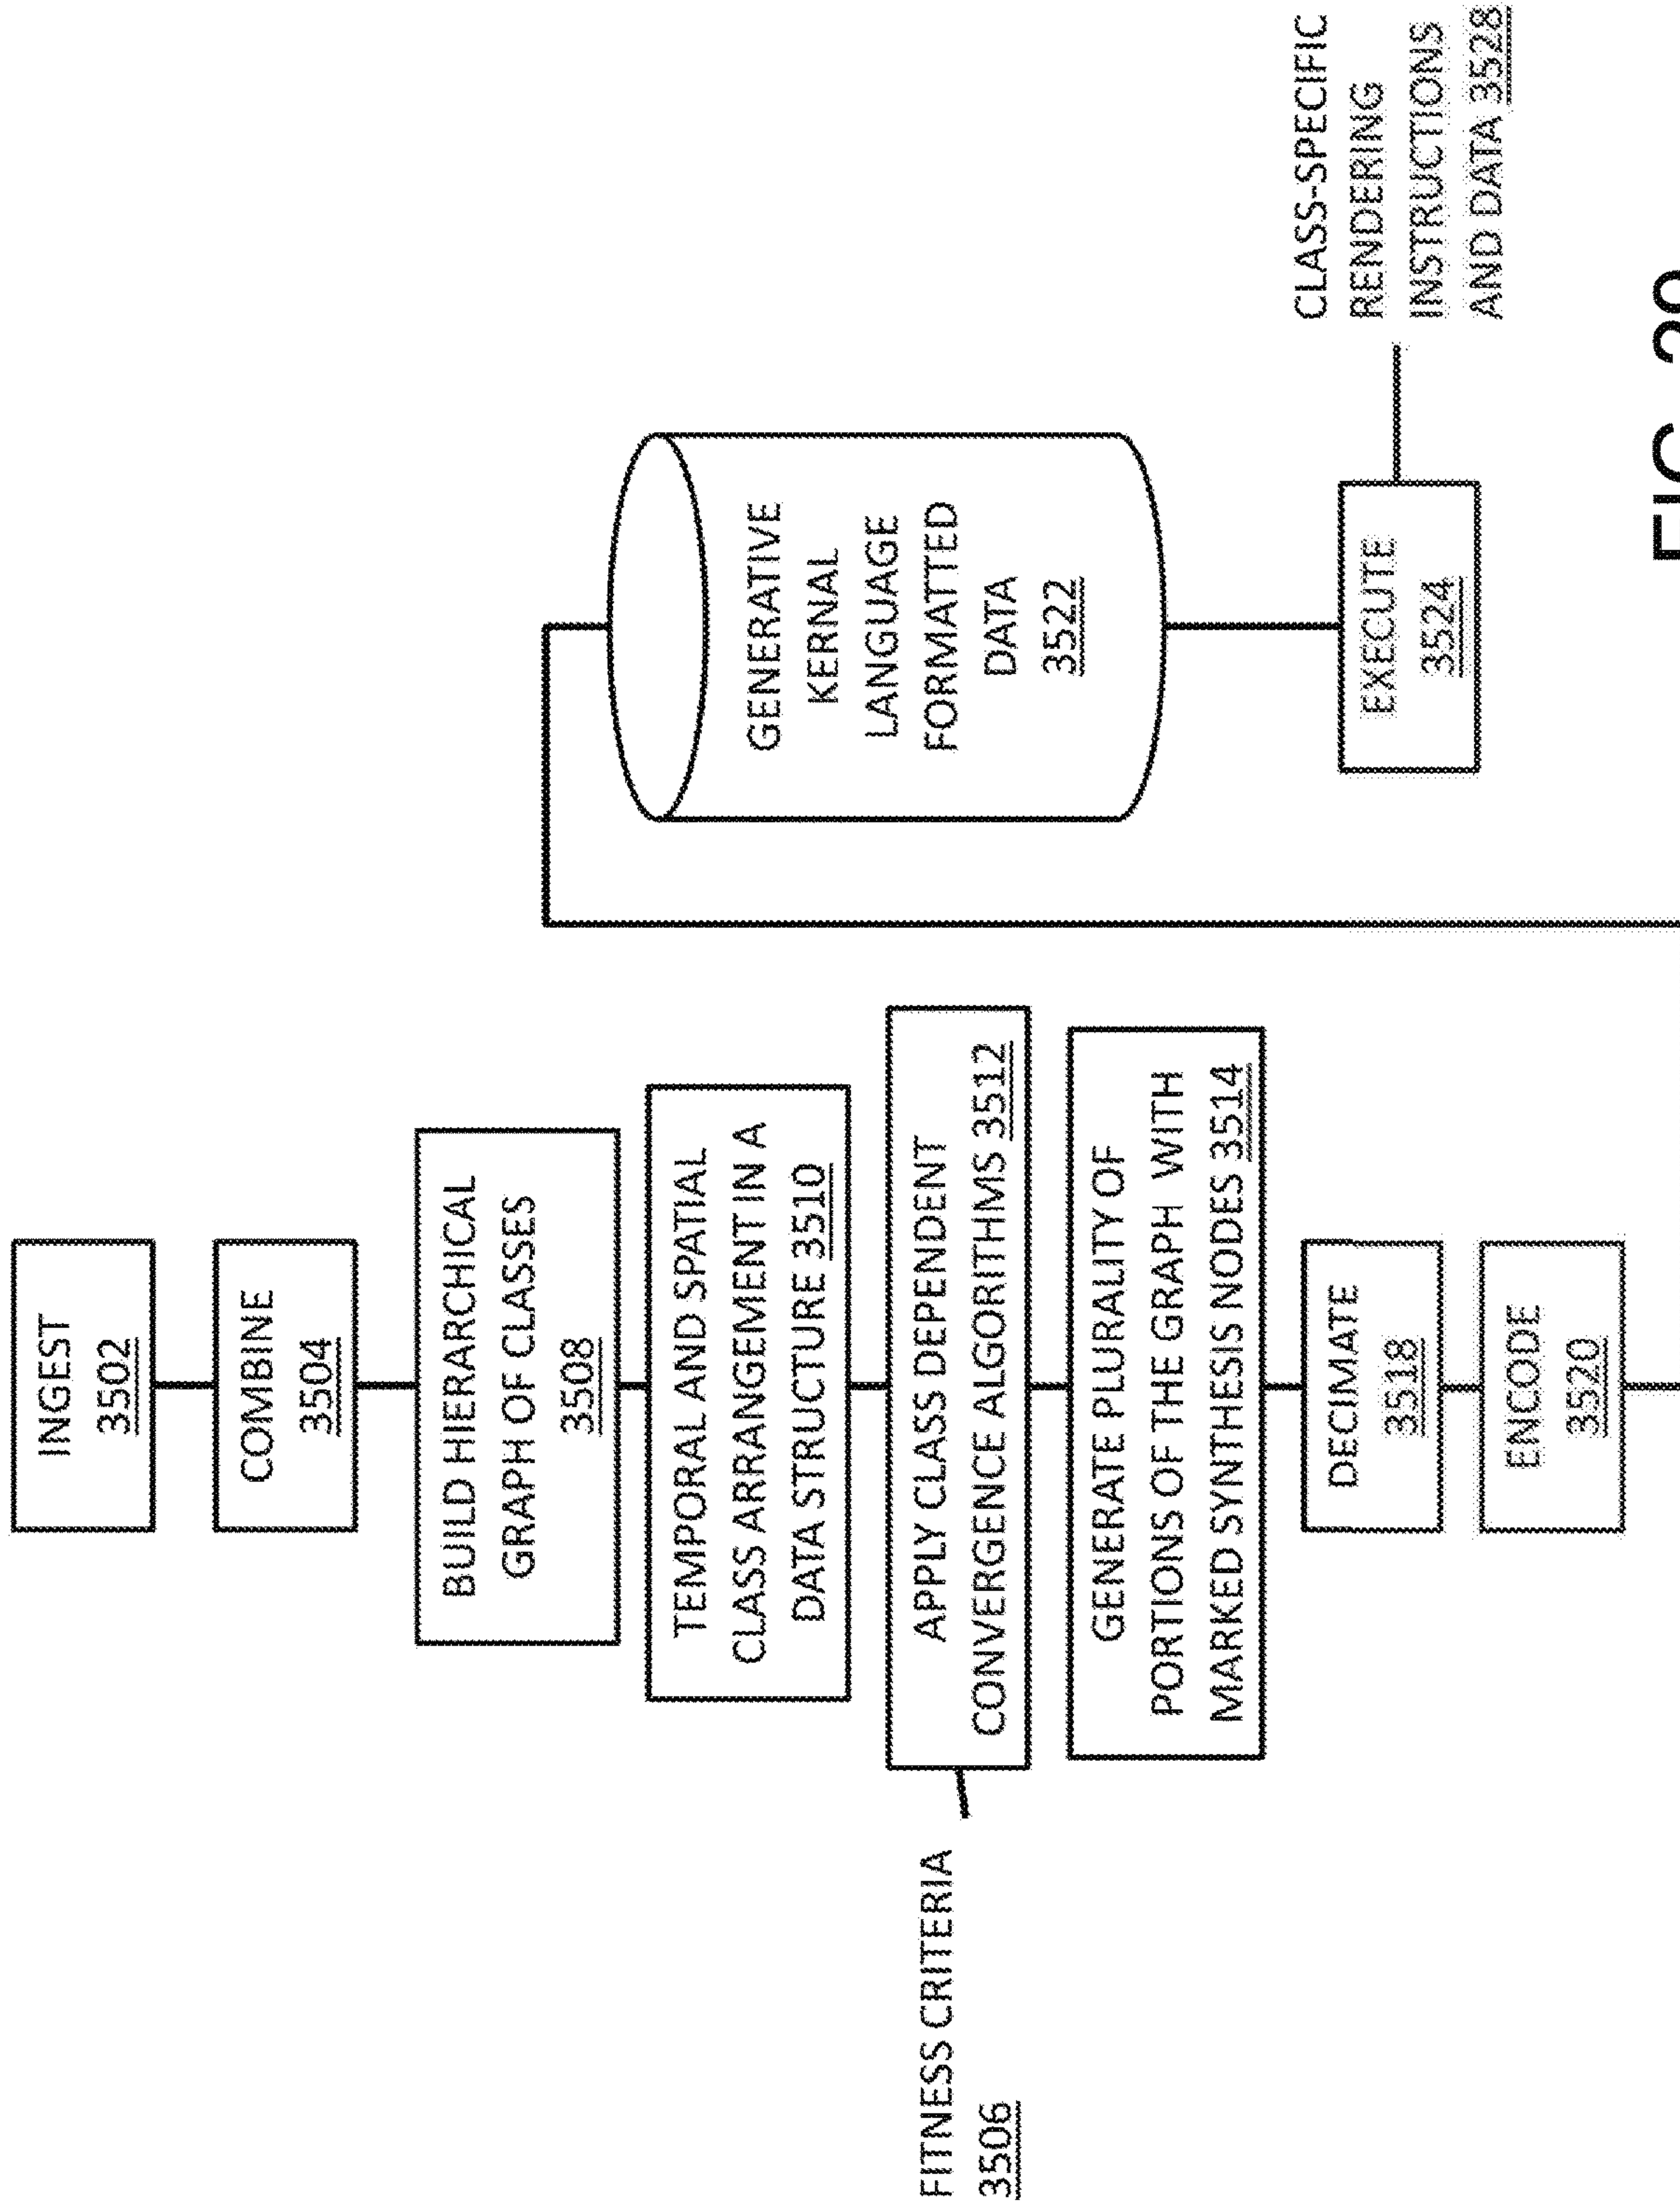 INGEST
3502
COMBINE
3504
BUILD HIERARCHICAL
GRAPH OF CLASSES
3508
TEMPORAL AND SPATIAL
CLASS ARRANGEMENT IN A
DATA STRUCTURE 3510
FITNESS CRITERIA
3506
APPLY CLASS DEPENDENT
CONVERGENCE ALGORITHMS 3512
GENERATE PLURALITY OF
PORTIONS OF THE GRAPH WITH
MARKED SYNTHESIS NODES 3514
DECIMATE
3518
ENCODE
3520
GENERATIVE
KERNAL
LANGUAGE
FORMATTED
DATA
3522
EXECUTE
3524
CLASS-SPECIFIC
RENDERING
INSTRUCTIONS
AND DATA 3528
FIG.